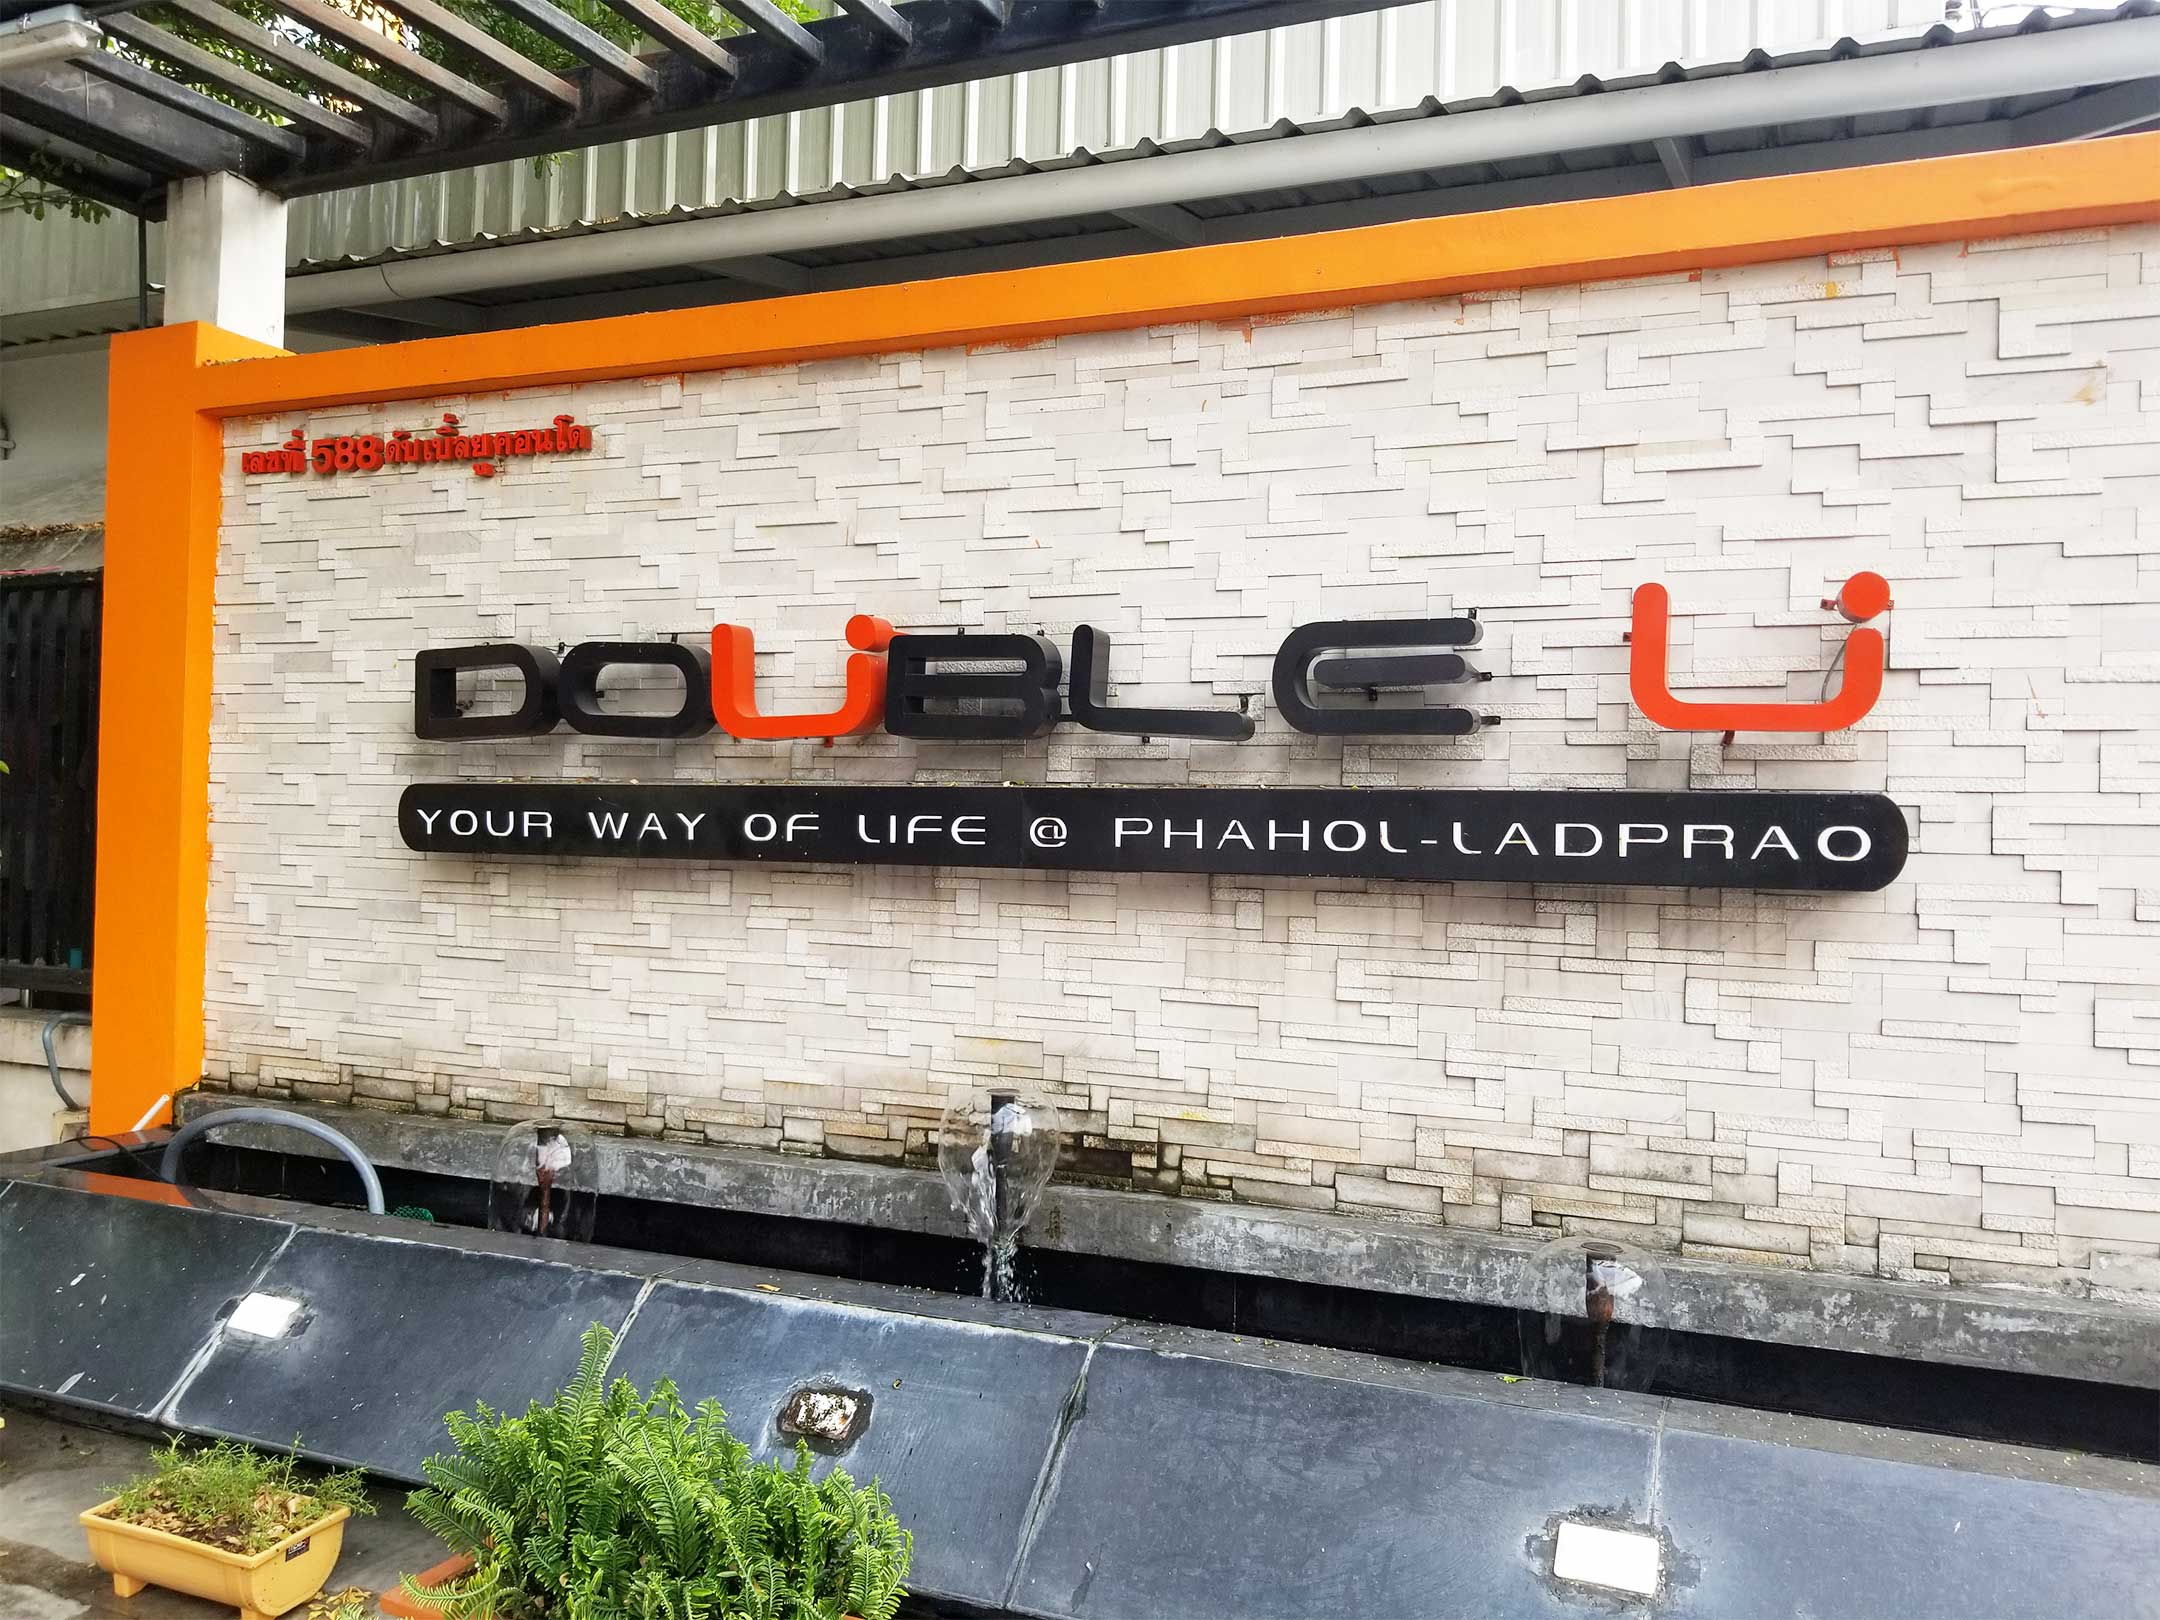 เลขที่ 588 ดับเบิ้ลยูคอนโด
DOUBLE U
YOUR WAY OF LIFE @ PHAHOL-LADPRAO